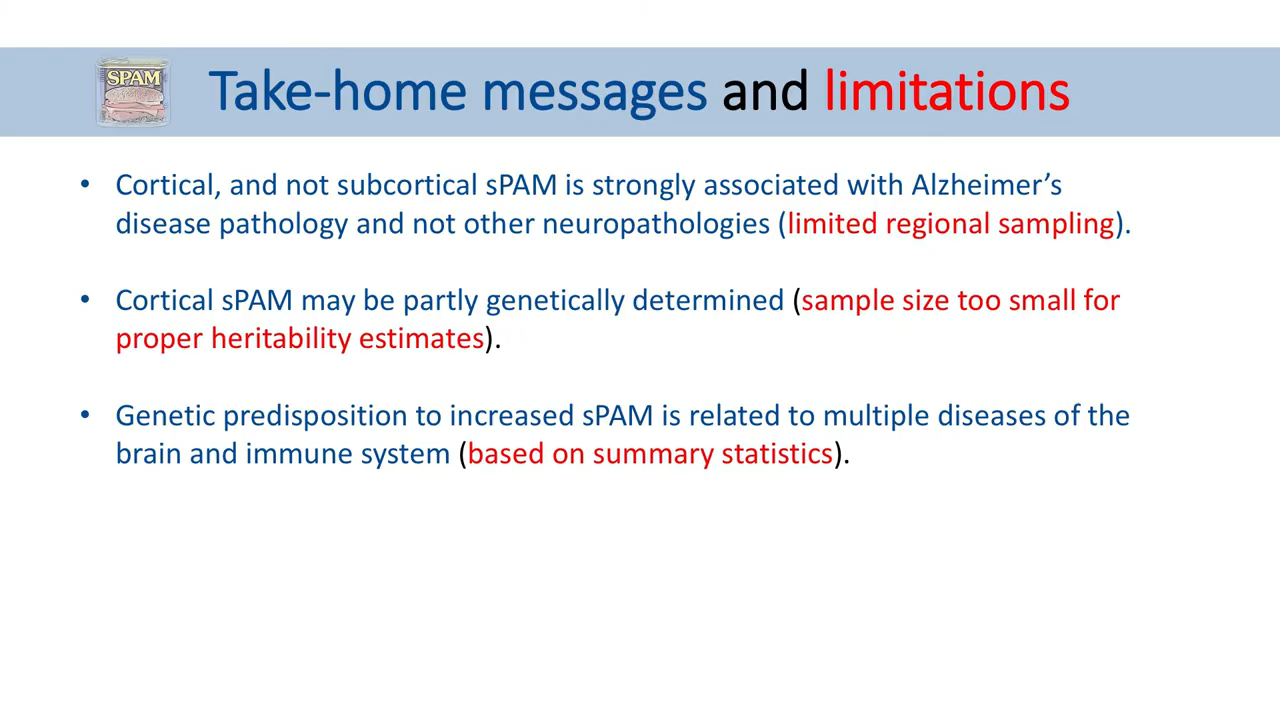 SPAM
Take-home messages and limitations
• Cortical, and not subcortical sPAM is strongly associated with Alzheimer’s
disease pathology and not other neuropathologies (limited regional sampling).
• Cortical sPAM may be partly genetically determined (sample size too small for
proper heritability estimates).
• Genetic predisposition to increased sPAM is related to multiple diseases of the
brain and immune system (based on summary statistics).